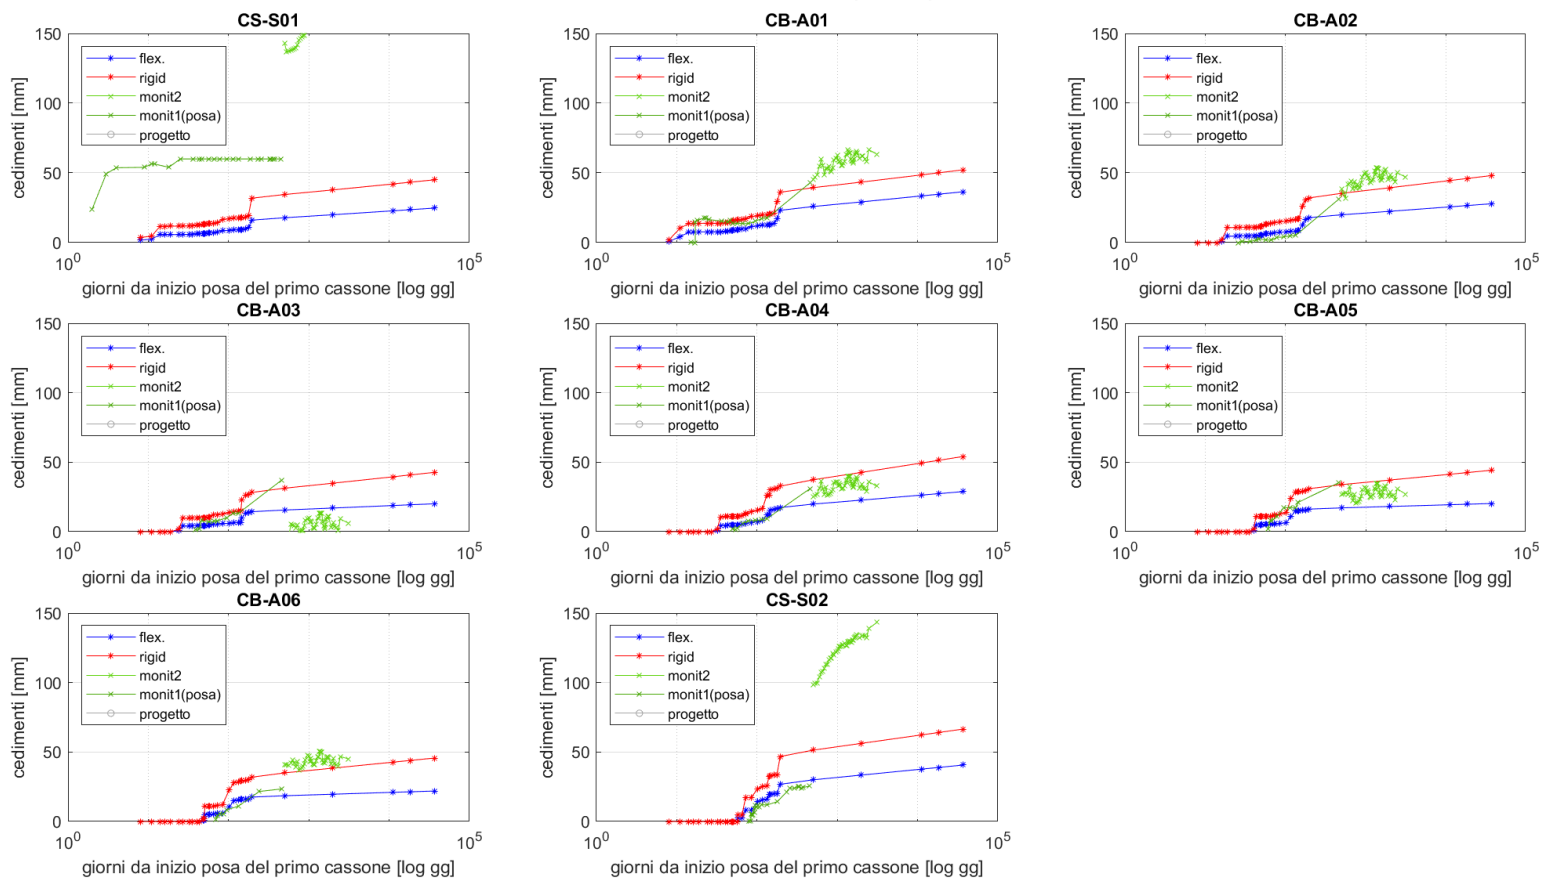 CS-S01
150
100
50
0
cedimenti [mm]
flex.
rigid
monit2
monit1(posa)
progetto
10^0
10^5
giorni da inizio posa del primo cassone [log gg]
CB-A01
150
100
50
0
cedimenti [mm]
flex.
rigid
monit2
monit1(posa)
progetto
10^0
10^5
giorni da inizio posa del primo cassone [log gg]
CB-A02
150
100
50
0
cedimenti [mm]
flex.
rigid
monit2
monit1(posa)
progetto
10^0
10^5
giorni da inizio posa del primo cassone [log gg]
CB-A03
150
100
50
0
cedimenti [mm]
flex.
rigid
monit2
monit1(posa)
progetto
10^0
10^5
giorni da inizio posa del primo cassone [log gg]
CB-A04
150
100
50
0
cedimenti [mm]
flex.
rigid
monit2
monit1(posa)
progetto
10^0
10^5
giorni da inizio posa del primo cassone [log gg]
CB-A05
150
100
50
0
cedimenti [mm]
flex.
rigid
monit2
monit1(posa)
progetto
10^0
10^5
giorni da inizio posa del primo cassone [log gg]
CB-A06
150
100
50
0
cedimenti [mm]
flex.
rigid
monit2
monit1(posa)
progetto
10^0
10^5
giorni da inizio posa del primo cassone [log gg]
CS-S02
150
100
50
0
cedimenti [mm]
flex.
rigid
monit2
monit1(posa)
progetto
10^0
10^5
giorni da inizio posa del primo cassone [log gg]